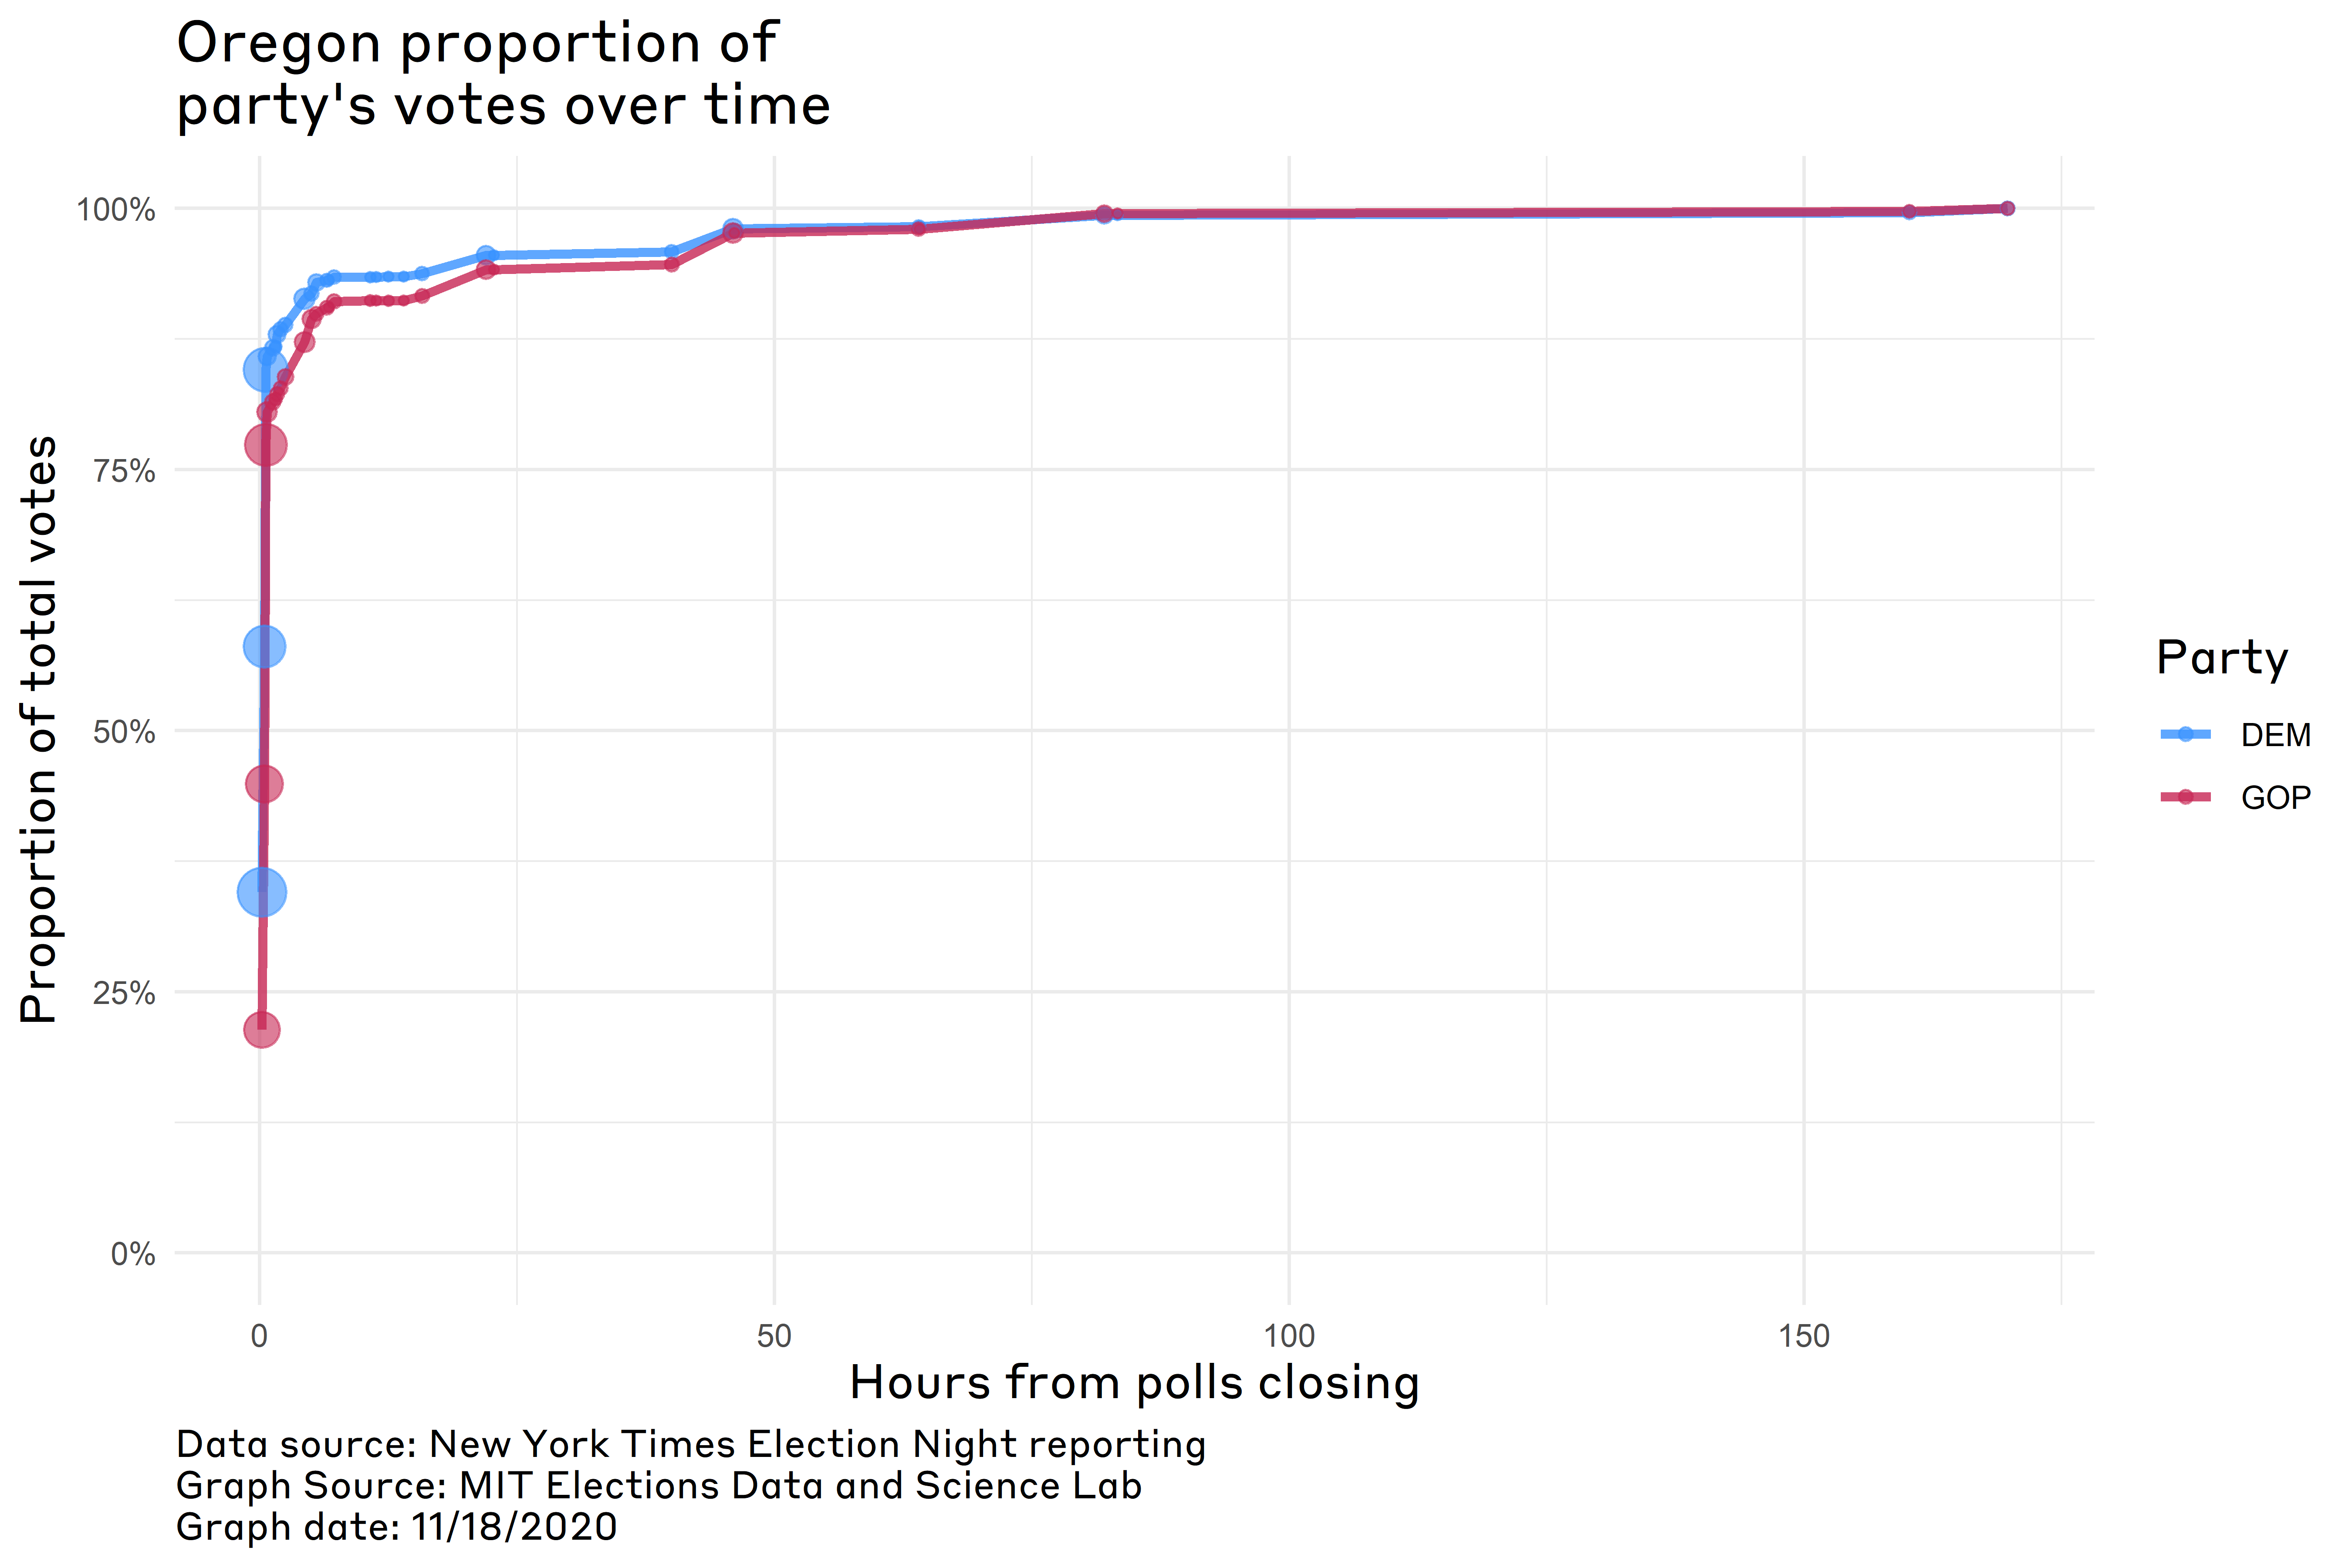 Oregon proportion of
party's votes over time
Proportion of total votes
100%
75%
50%
25%
0%
0
50
100
150
Hours from polls closing
Party
DEM
GOP
Data source: New York Times Election Night reporting
Graph Source: MIT Elections Data and Science Lab
Graph date: 11/18/2020